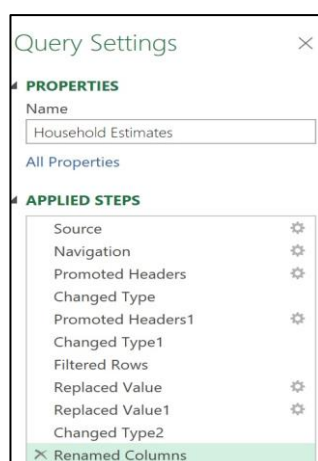 Query Settings
PROPERTIES
Name
Household Estimates
All Properties
APPLIED STEPS
Source
Navigation
Promoted Headers
Changed Type
Promoted Headers1
Changed Type1
Filtered Rows
Replaced Value
Replaced Value1
Changed Type2
Renamed Columns